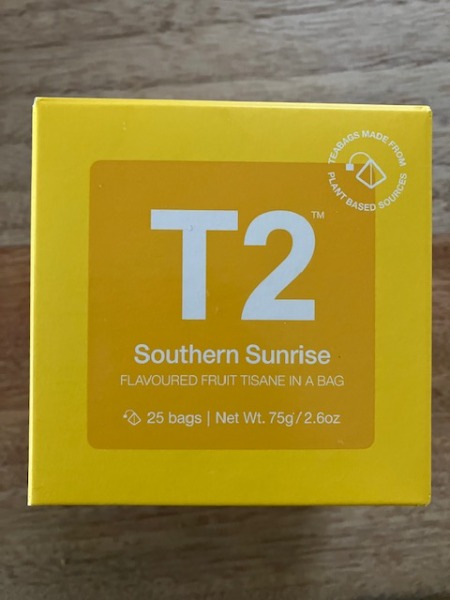 TEABAGS MADE FROM
PLANT BASED SOURCES
T2™
Southern Sunrise
FLAVOURED FRUIT TISANE IN A BAG
25 bags | Net Wt. 75g/2.6oz